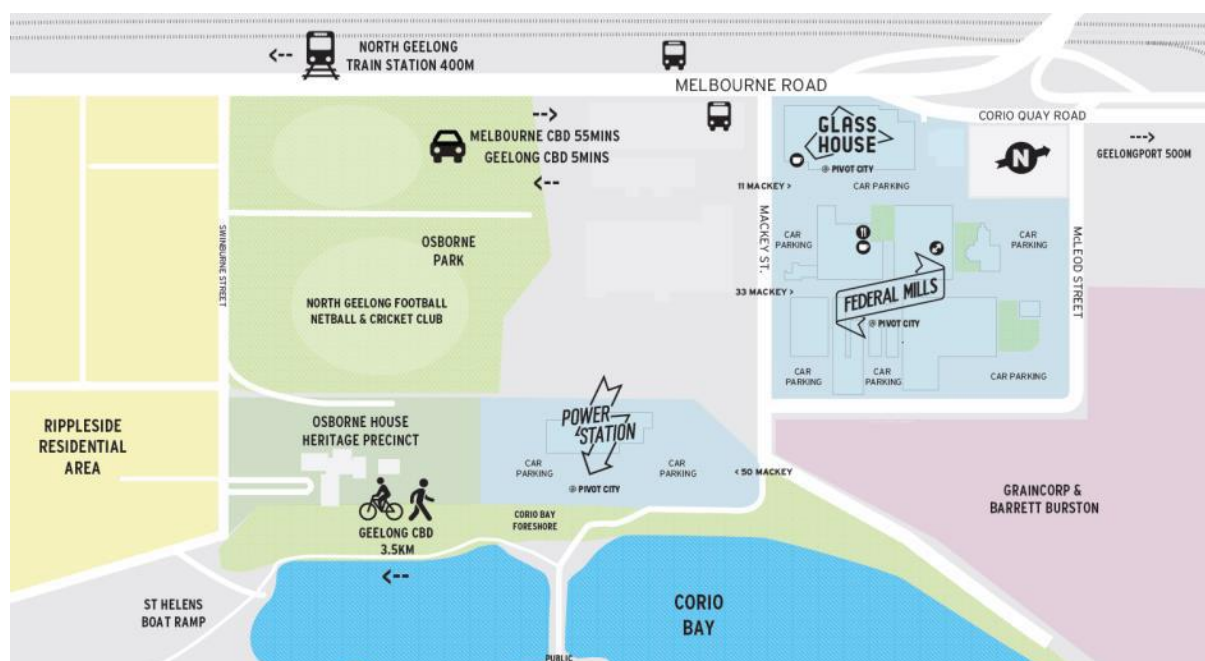 NORTH GEELONG
TRAIN STATION 400M
MELBOURNE ROAD
CORIO QUAY ROAD
MELBOURNE CBD 55MINS
GEELONG CBD 5MINS
GLASS
HOUSE
@ PIVOT CITY
N
GEELONGPORT 500M
11 MACKEY >
CAR PARKING
SWINBURNE STREET
OSBORNE
PARK
MACKEY ST.
CAR
PARKING
CAR
PARKING
McLEOD STREET
33 MACKEY >
FEDERAL MILLS
@ PIVOT CITY
NORTH GEELONG FOOTBALL
NETBALL & CRICKET CLUB
CAR
PARKING
CAR
PARKING
CAR PARKING
RIPPLESIDE
RESIDENTIAL
AREA
OSBORNE HOUSE
HERITAGE PRECINCT
POWER
STATION
CAR
PARKING
CAR
PARKING
< 50 MACKEY
@ PIVOT CITY
GRAINCORP &
BARRETT BURSTON
CORIO BAY
FORESHORE
GEELONG CBD
3.5KM
ST HELENS
BOAT RAMP
CORIO
BAY
PUBLIC